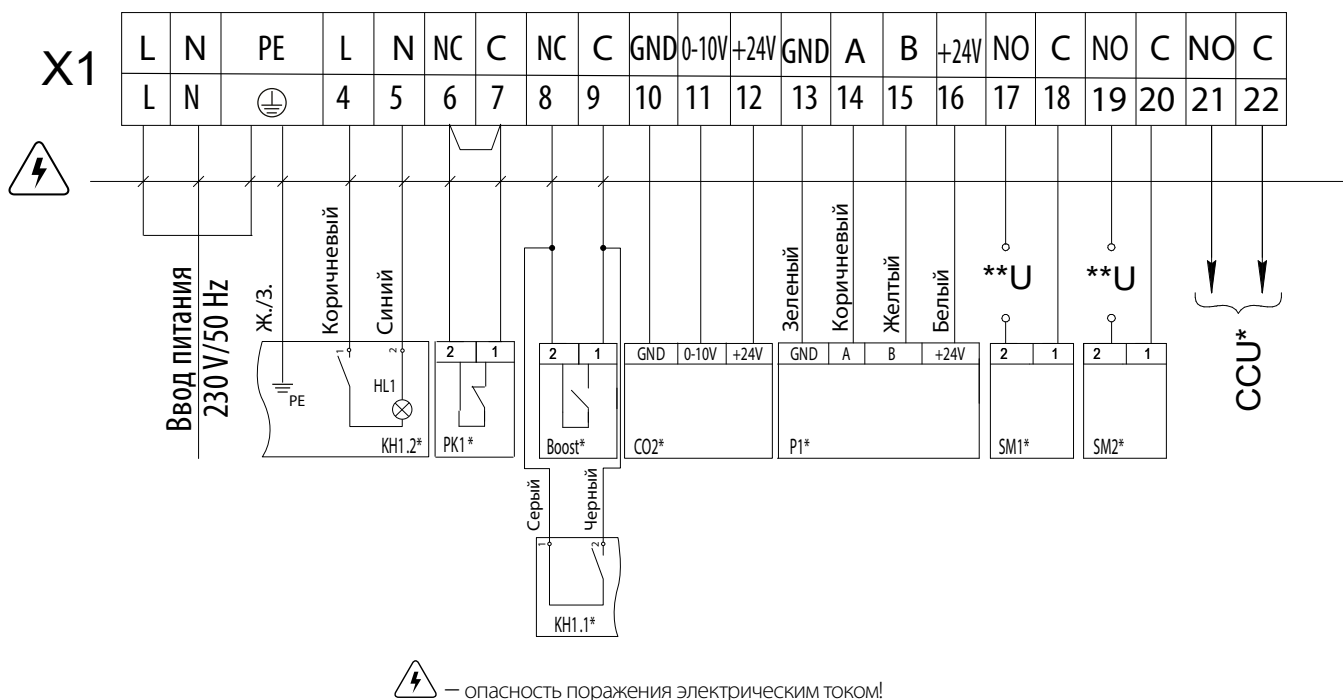 X1
L N PE L N NC C NC C GND 0-10V +24V GND A B +24V NO C NO C NO C
L N 4 5 6 7 8 9 10 11 12 13 14 15 16 17 18 19 20 21 22
Ввод питания
230 V/50 Hz
Ж./З.
Коричневый
Синий
Зеленый
Коричневый
Желтый
Белый
**U
**U
CCU*
1 2
PE
HL1
KH1.2*
2 1
PK1*
2 1
Boost*
GND 0-10V +24V
CO2*
GND A B +24V
P1*
2 1
SM1*
2 1
SM2*
Серый
Черный
1 2
KH1.1*
– опасность поражения электрическим током!